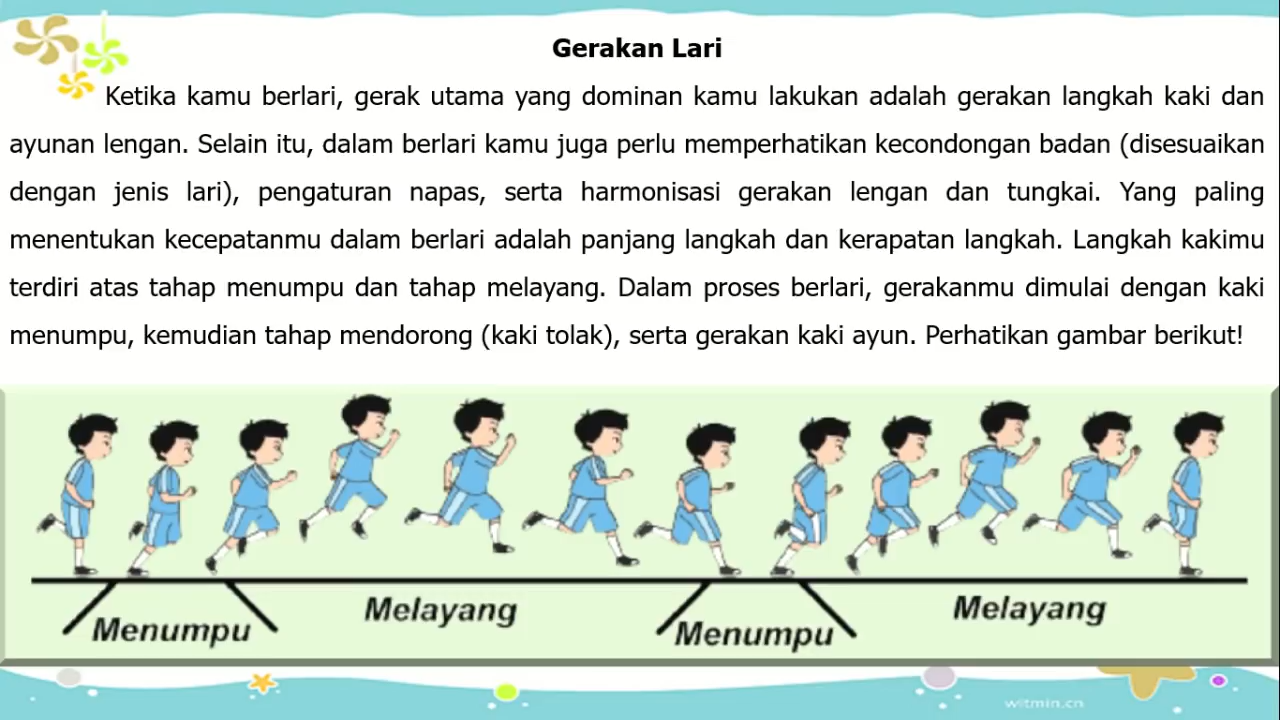 Gerakan Lari
Ketika kamu berlari, gerak utama yang dominan kamu lakukan adalah gerakan langkah kaki dan
ayunan lengan. Selain itu, dalam berlari kamu juga perlu memperhatikan kecondongan badan (disesuaikan
dengan jenis lari), pengaturan napas, serta harmonisasi gerakan lengan dan tungkai. Yang paling
menentukan kecepatanmu dalam berlari adalah panjang langkah dan kerapatan langkah. Langkah kakimu
terdiri atas tahap menumpu dan tahap melayang. Dalam proses berlari, gerakanmu dimulai dengan kaki
menumpu, kemudian tahap mendorong (kaki tolak), serta gerakan kaki ayun. Perhatikan gambar berikut!
Menumpu
Melayang
Menumpu
Melayang
witmin.cn